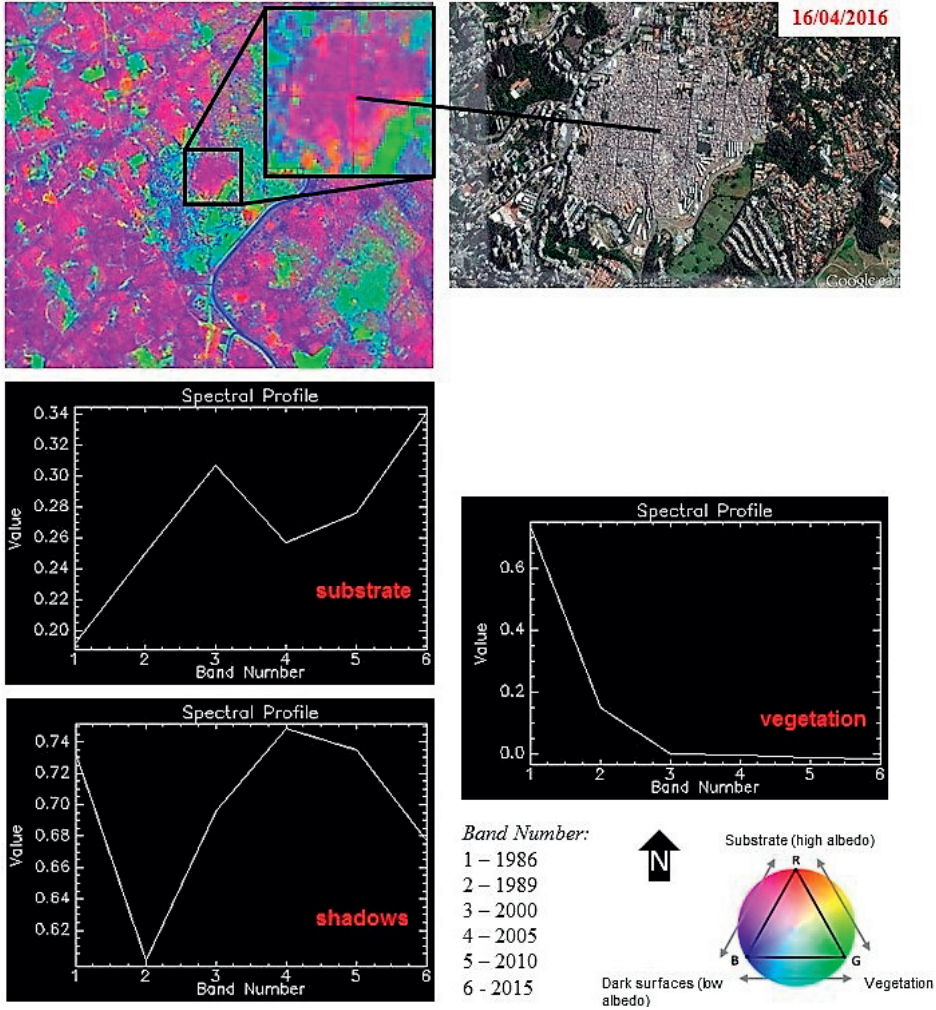 16/04/2016
Google ear
Spectral Profile
0.34
0.32
0.30
0.28
0.26
0.24
0.22
0.20
Value
substrate
1 2 3 4 5 6
Band Number
Spectral Profile
0.6
0.4
0.2
0.0
Value
vegetation
1 2 3 4 5 6
Band Number
Spectral Profile
0.74
0.72
0.70
0.68
0.66
0.64
0.62
Value
shadows
1 2 3 4 5 6
Band Number
Band Number:
1 – 1986
2 – 1989
3 – 2000
4 – 2005
5 – 2010
6 - 2015
N
Substrate (high albedo)
R
B
G
Dark surfaces (low
albedo)
Vegetation